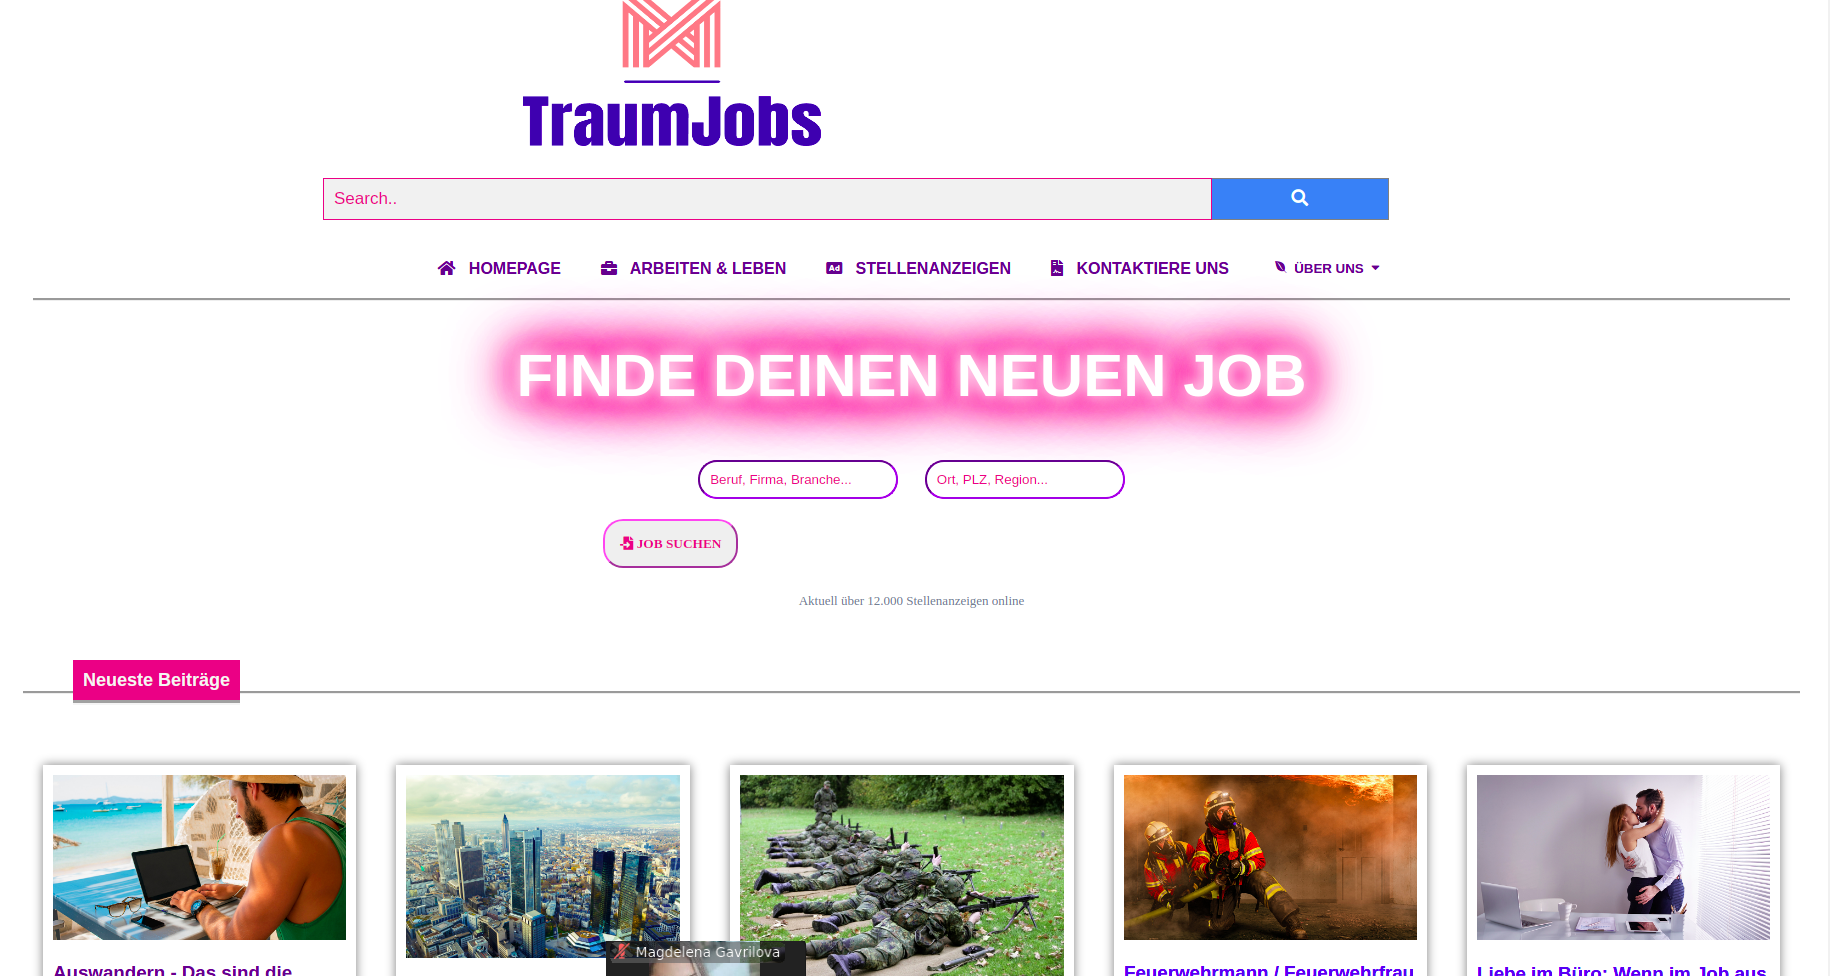 TraumJobs
Search..
HOMEPAGE ARBEITEN & LEBEN Ad STELLENANZEIGEN KONTAKTIERE UNS ÜBER UNS
FINDE DEINEN NEUEN JOB
Beruf, Firma, Branche... Ort, PLZ, Region...
JOB SUCHEN
Aktuell über 12.000 Stellenanzeigen online
Neueste Beiträge
Magdelena Gavrilova
Auswandern - Das sind die
Feuerwehrmann / Feuerwehrfrau
Liebe im Büro: Wenn im Job aus